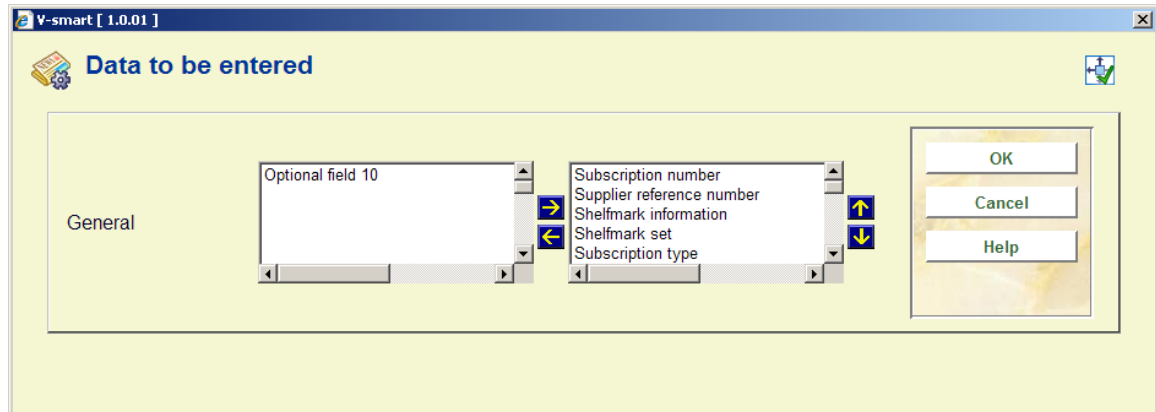 V-smart [ 1.0.01 ]
Data to be entered
General
Optional field 10
Subscription number
Supplier reference number
Shelfmark information
Shelfmark set
Subscription type
OK
Cancel
Help